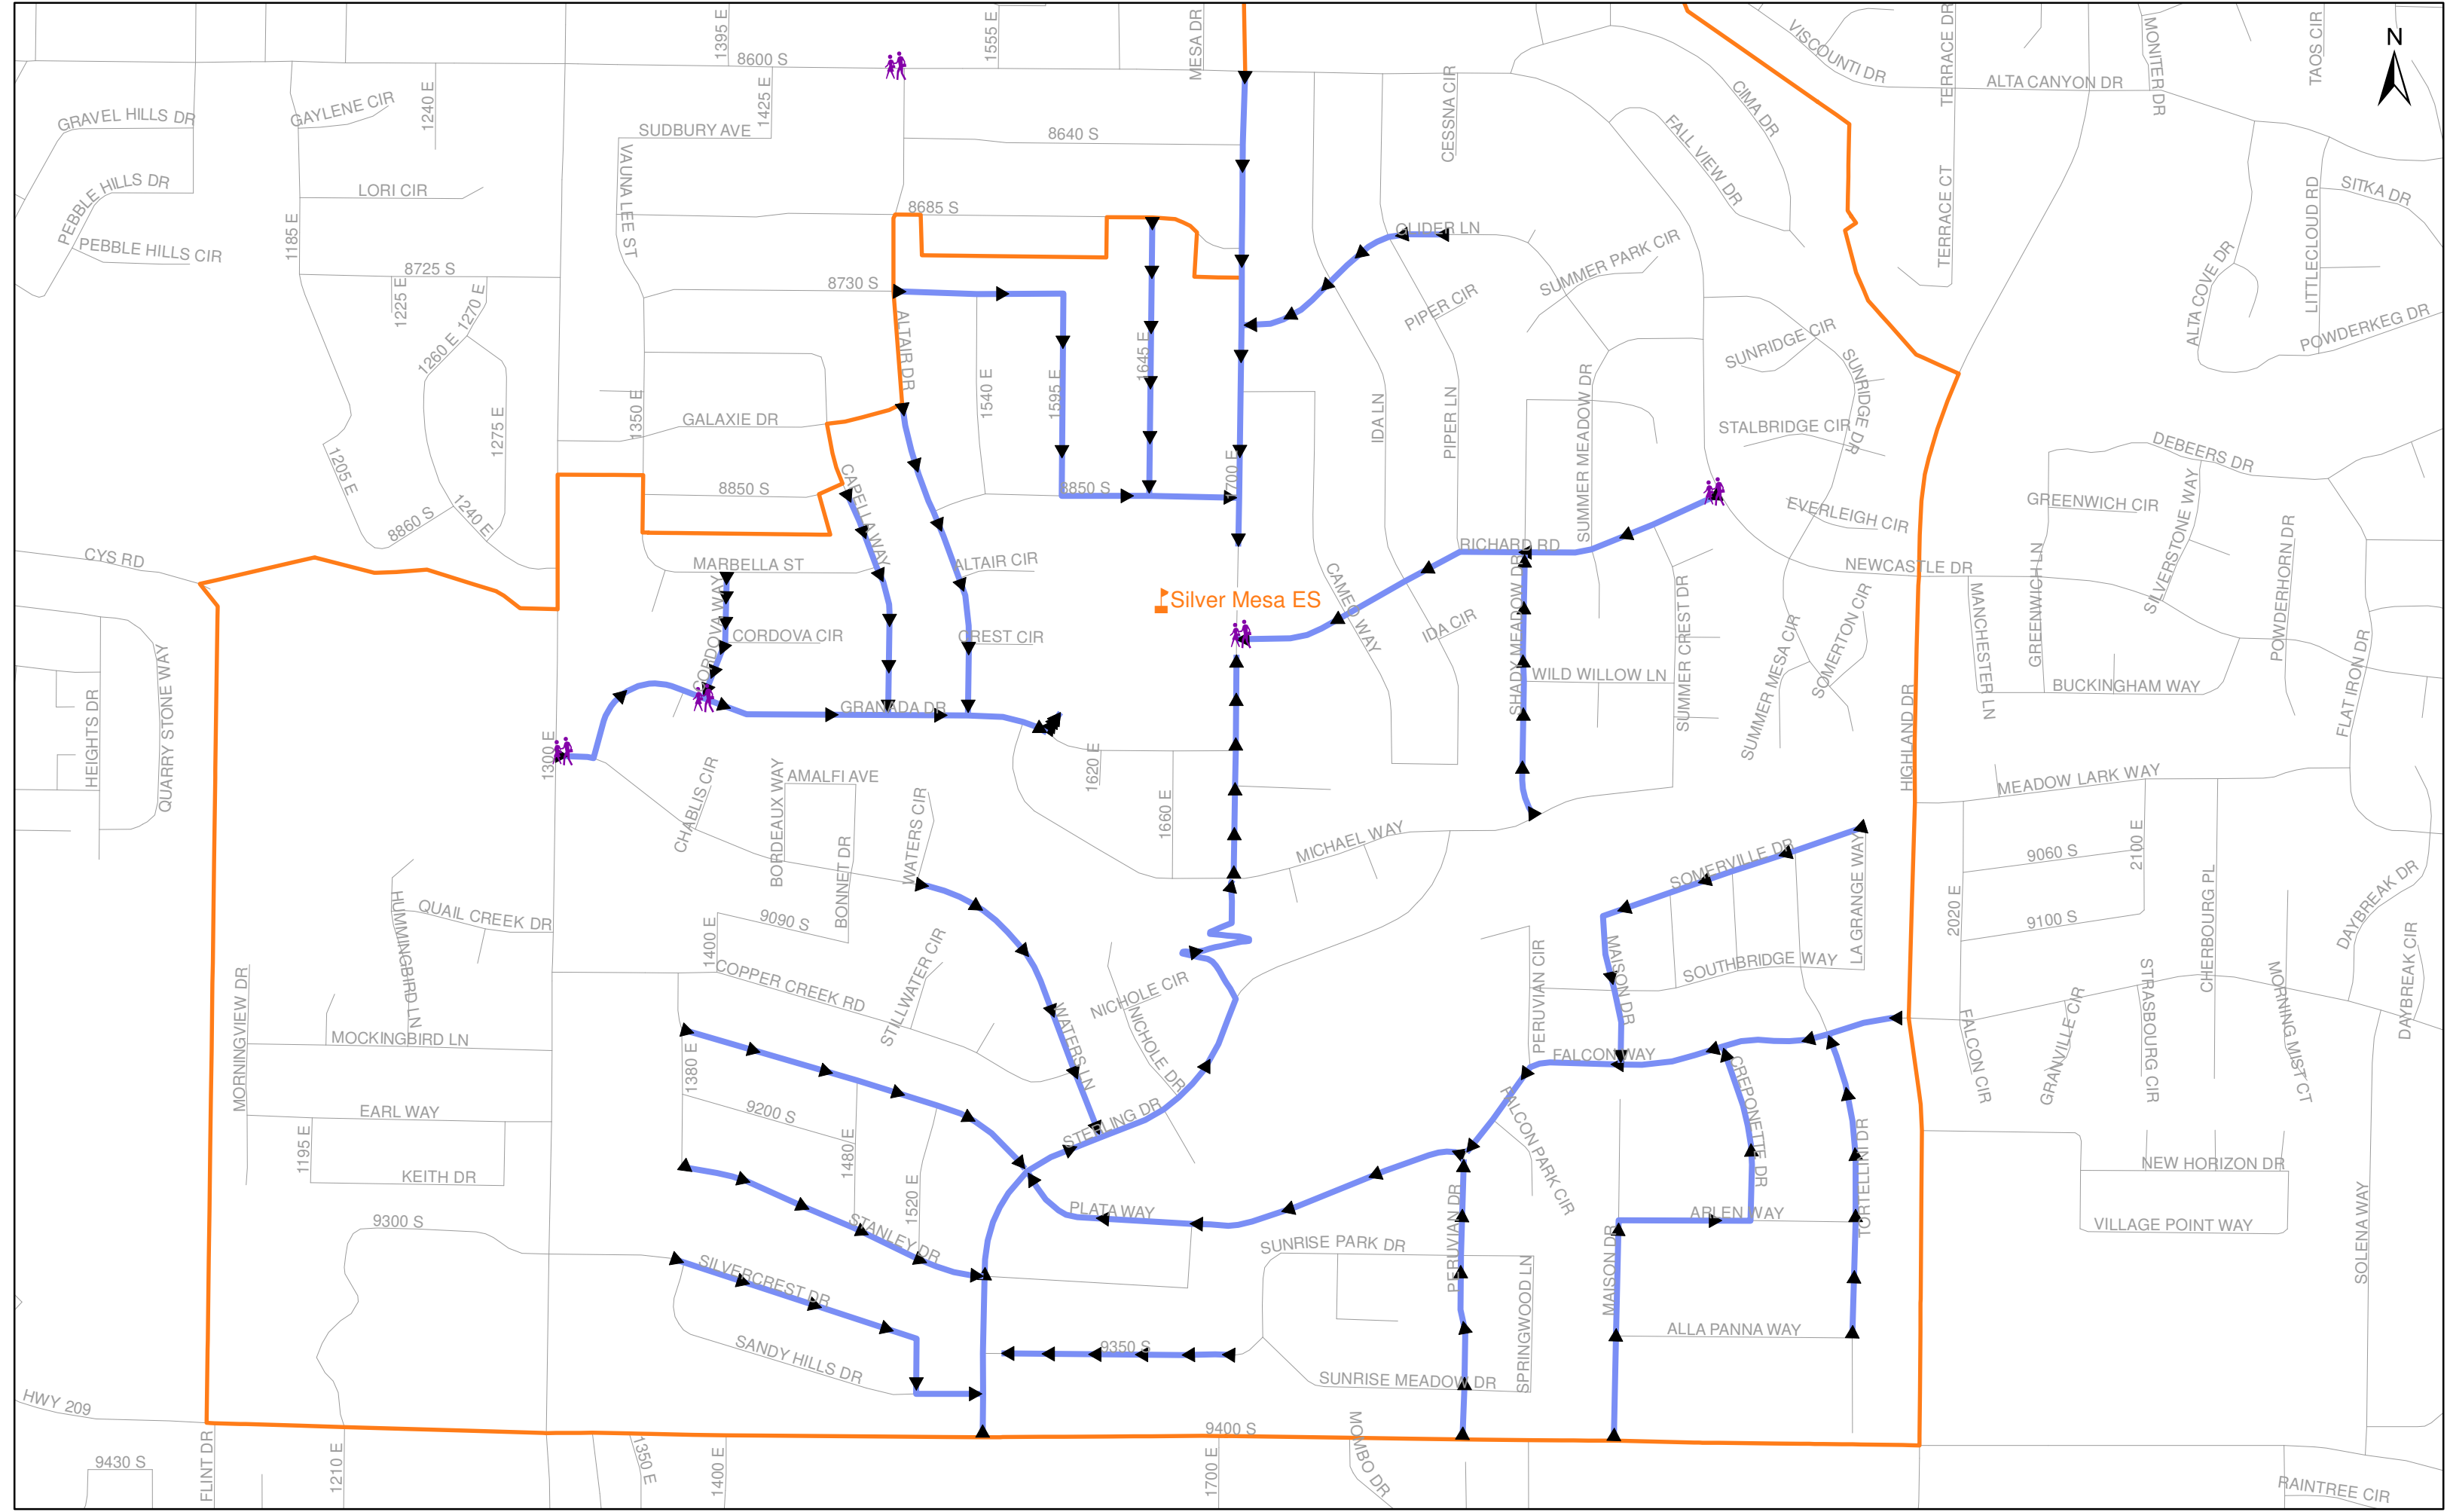 1395 E
1555 E
MESA DR
VISCOUNTI DR
TERRACE DR
MONITER DR
TAOS CIR
N
8600 S
ALTA CANYON DR
GRAVEL HILLS DR
GAYLENE CIR
1240 E
1425 E
SUDBURY AVE
8640 S
CESSNA CIR
CIMA DR
FALL VIEW DR
PEBBLE HILLS DR
LORI CIR
VAUNA LEE ST
8685 S
TERRACE CT
LITTLECLOUD RD
SITKA DR
PEBBLE HILLS CIR
1185 E
GLIDER LN
SUMMER PARK CIR
ALTA COVE DR
8725 S
8730 S
1225 E
1270 E
1260 E
PIPER CIR
POWDERKEG DR
ALTAIR DR
1645 E
SUNRIDGE CIR
SUNRIDGE DR
1540 E
1595 E
1275 E
1350 E
GALAXIE DR
IDA LN
PIPER LN
SUMMER MEADOW DR
STALBRIDGE CIR
DEBEERS DR
1205 E
1240 E
8860 S
8850 S
CAPELLA WAY
8850 S
1700 E
EVERLEIGH CIR
GREENWICH CIR
SILVERSTONE WAY
CYS RD
MARBELLA ST
ALTAIR CIR
RICHARD RD
NEWCASTLE DR
POWDERHORN DR
Silver Mesa ES
CORDOVA WAY
CORDOVA CIR
CREST CIR
CAMEO WAY
IDA CIR
SHADY MEADOW DR
SUMMER CREST DR
SUMMER MESA CIR
SOMERTON CIR
MANCHESTER LN
GREENWICH LN
WILD WILLOW LN
BUCKINGHAM WAY
FLAT IRON DR
HEIGHTS DR
QUARRY STONE WAY
GRANADA DR
HIGHLAND DR
1300 E
1620 E
CHABLIS CIR
BORDEAUX WAY
AMALFI AVE
WATERS CIR
1660 E
MICHAEL WAY
MEADOW LARK WAY
BONNET DR
SOMERVILLE DR
LA GRANGE WAY
9060 S
2100 E
CHERBOURG PL
DAYBREAK DR
HUMMINGBIRD LN
QUAIL CREEK DR
1400 E
9090 S
2020 E
9100 S
DAYBREAK CIR
STILLWATER CIR
COPPER CREEK RD
PERUVIAN CIR
MAISON DR
SOUTHBRIDGE WAY
NICHOLE CIR
NICHOLE DR
MORNINGVIEW DR
MOCKINGBIRD LN
1380 E
WATERS LN
FALCON WAY
FALCON CIR
GRANVILLE CIR
STRASBOURG CIR
MORNING MIST CT
EARL WAY
9200 S
STERLING DR
FALCON PARK CIR
CREPONETTE DR
TORTELLINI DR
1195 E
KEITH DR
1480 E
1520 E
NEW HORIZON DR
9300 S
STANLEY DR
PLATA WAY
ARLEN WAY
VILLAGE POINT WAY
SOLENA WAY
SILVERCREST DR
SUNRISE PARK DR
PERUVIAN DR
MAISON DR
SPRINGWOOD LN
ALLA PANNA WAY
SANDY HILLS DR
9350 S
SUNRISE MEADOW DR
HWY 209
9400 S
9430 S
FLINT DR
1210 E
1350 E
1400 E
1700 E
MOMBO DR
RAINTREE CIR